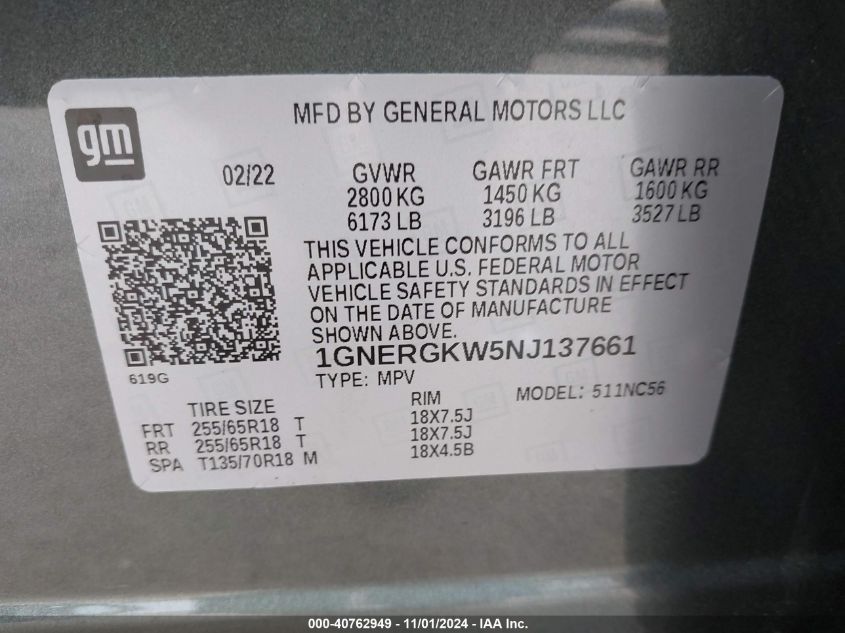 gm
MFD BY GENERAL MOTORS LLC
02/22 GVWR GAWR FRT GAWR RR
2800 KG 1450 KG 1600 KG
6173 LB 3196 LB 3527 LB
THIS VEHICLE CONFORMS TO ALL
APPLICABLE U.S. FEDERAL MOTOR
VEHICLE SAFETY STANDARDS IN EFFECT
ON THE DATE OF MANUFACTURE
SHOWN ABOVE.
1GNERGKW5NJ137661
619G
TYPE: MPV MODEL: 511NC56
TIRE SIZE RIM
FRT 255/65R18 T 18X7.5J
RR 255/65R18 T 18X7.5J
SPA T135/70R18 M 18X4.5B
000-40762949 - 11/01/2024 - IAA Inc.